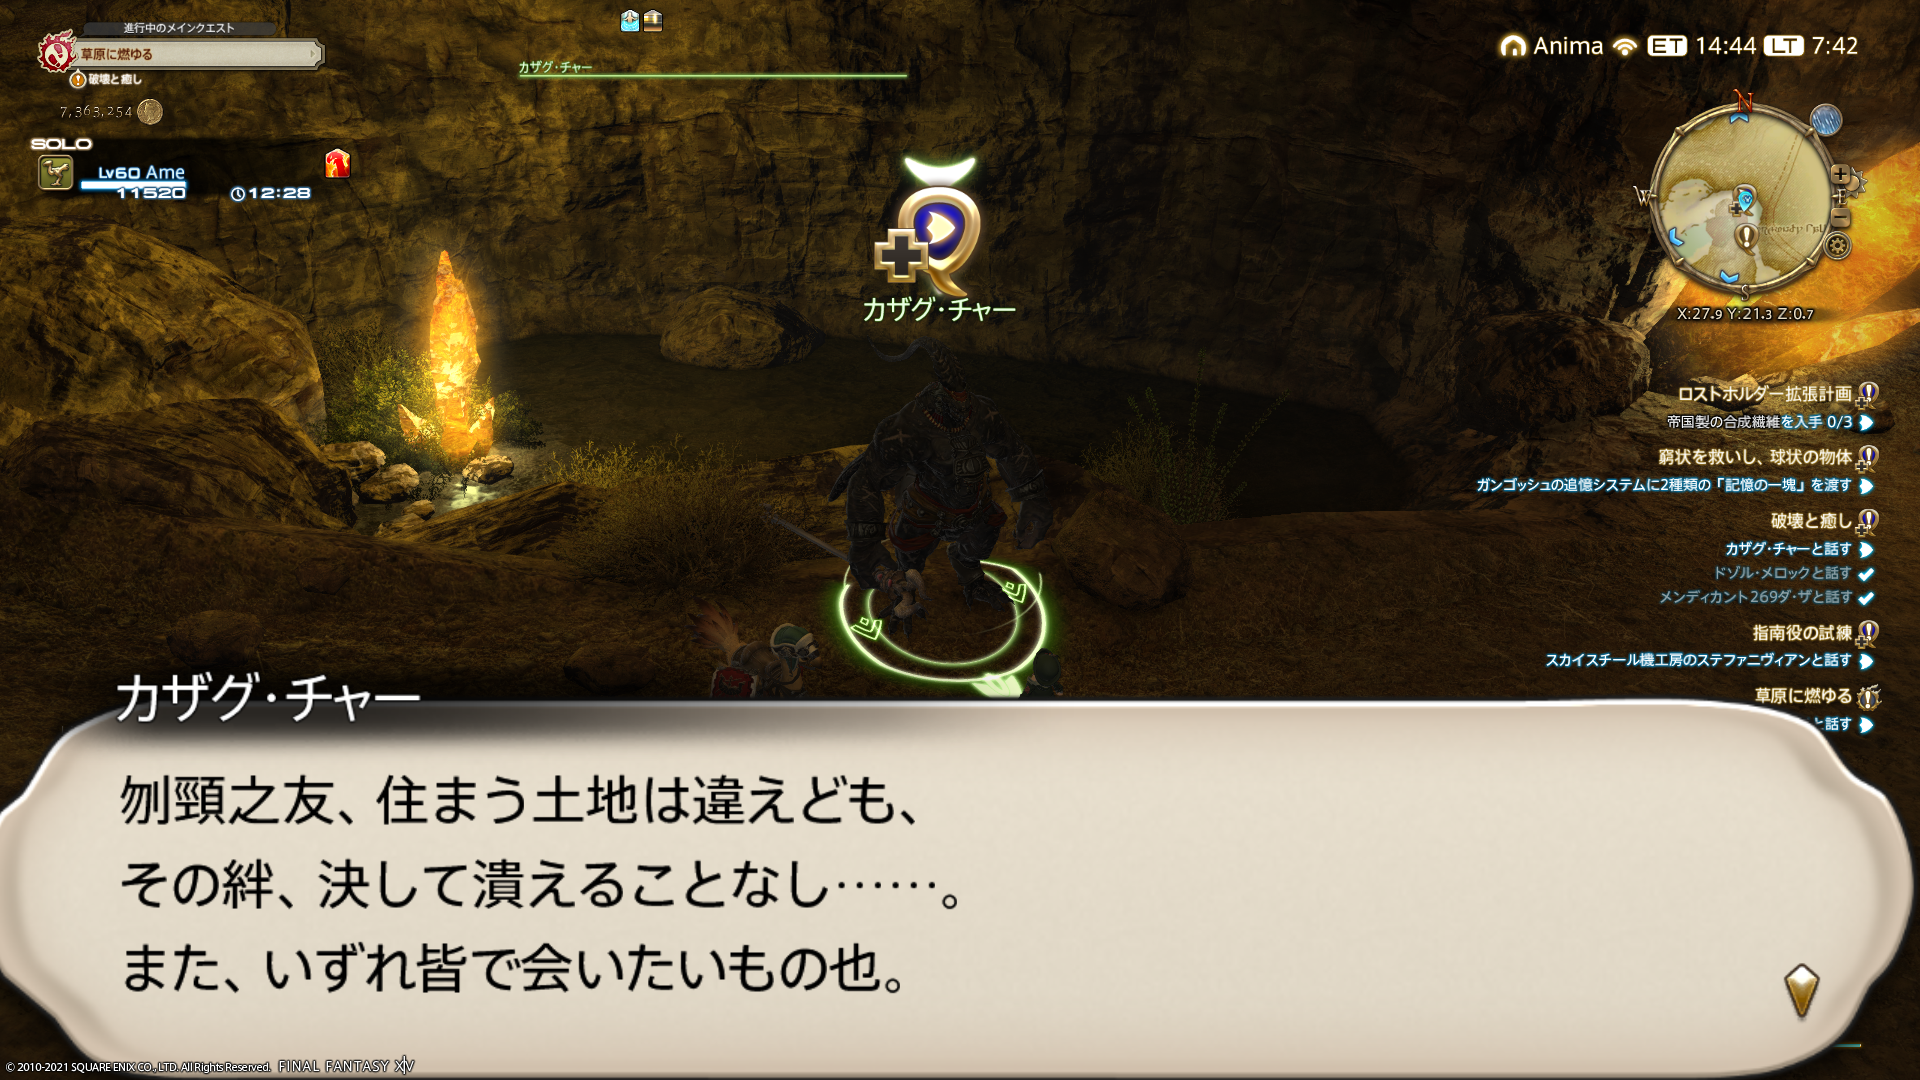 進行中のメインクエスト
草原に燃ゆる
破壊と癒し
7,363,254
SOLO
Lv60 Ame
11520
12:28
カザグ・チャー
Anima ET 14:44 LT 7:42
N
W
E
S
X:27.9 Y:21.3 Z:0.7
カザグ・チャー
ロストホルダー拡張計画
帝国製の合成繊維を入手 0/3
窮状を救いし、球状の物体
ガンゴッシュの追憶システムに2種類の「記憶の一塊」を渡す
破壊と癒し
カザグ・チャーと話す
ドゾル・メロックと話す
メンディカント269ダ・ザと話す
指南役の試練
スカイスチール機工房のステファニヴィアンと話す
草原に燃ゆる
と話す
カザグ・チャー
刎頸之友、住まう土地は違えども、
その絆、決して潰えることなし……。
また、いずれ皆で会いたいもの也。
© 2010-2021 SQUARE ENIX CO., LTD. All Rights Reserved. FINAL FANTASY XIV